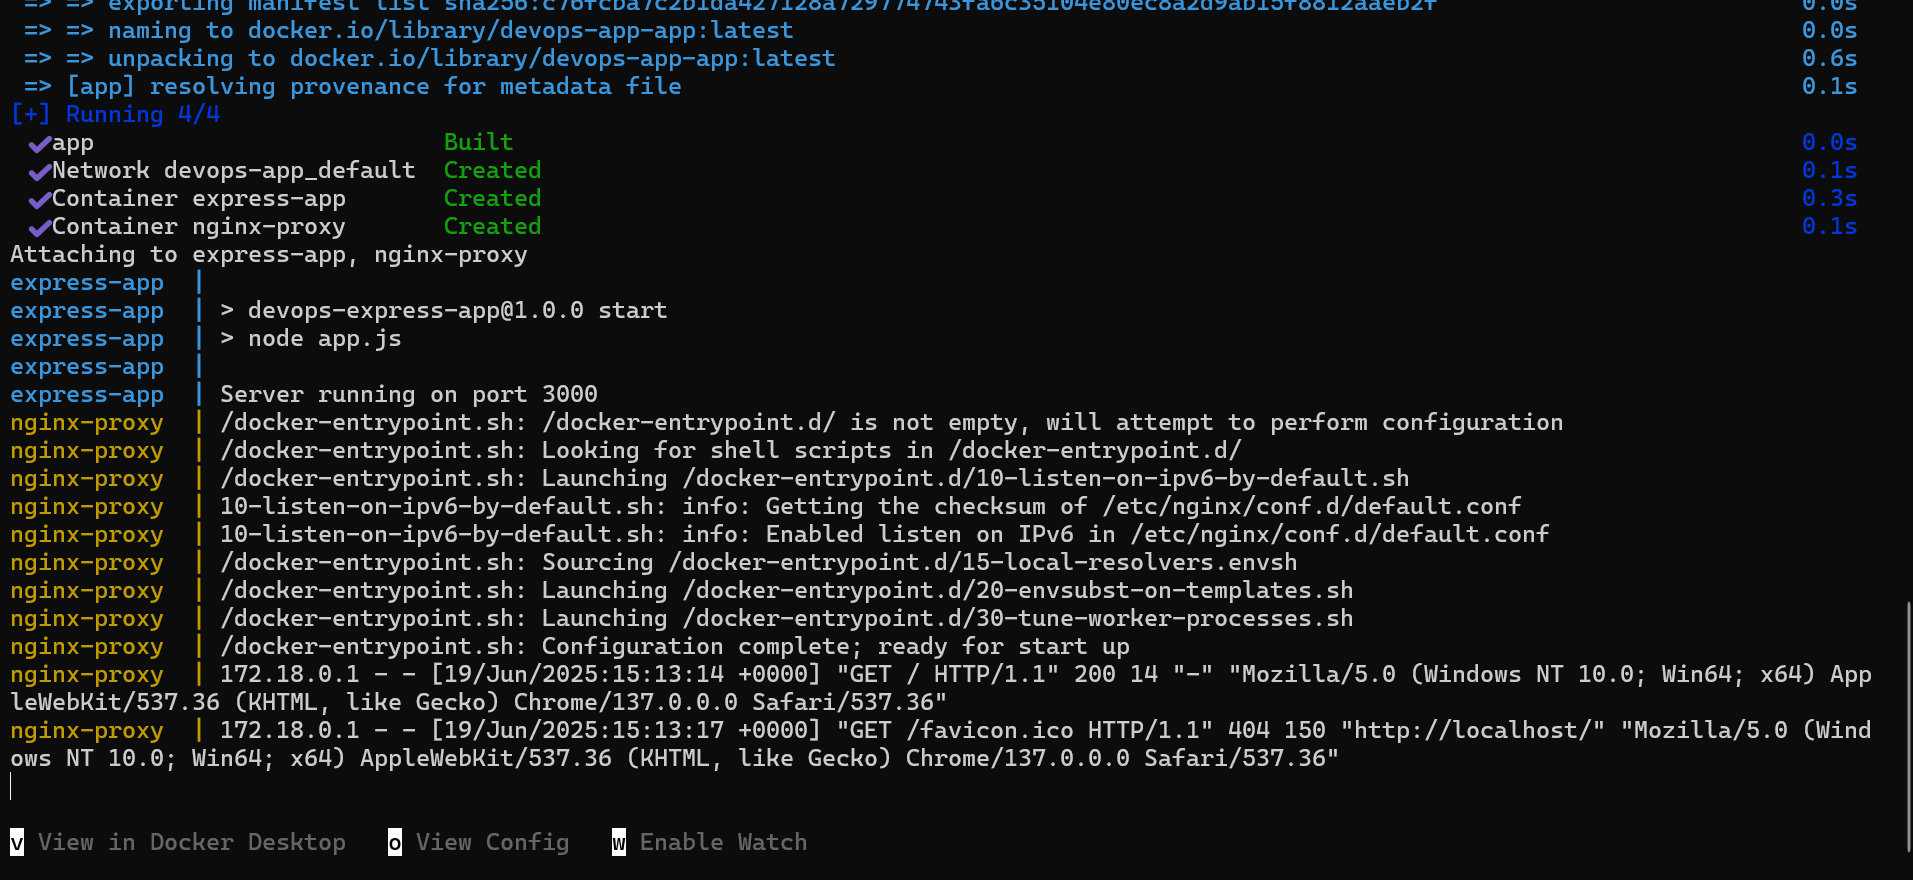 => => exporting manifest list sha256:c76fcba7c2b1da427128a729774743fa6c35104e80ec8a2d9ab15f8812aaeb2f 0.0s
=> => naming to docker.io/library/devops-app-app:latest 0.0s
=> => unpacking to docker.io/library/devops-app-app:latest 0.6s
=> [app] resolving provenance for metadata file 0.1s
[+] Running 4/4
✔app Built 0.0s
✔Network devops-app_default Created 0.1s
✔Container express-app Created 0.3s
✔Container nginx-proxy Created 0.1s
Attaching to express-app, nginx-proxy
express-app |
express-app | > devops-express-app@1.0.0 start
express-app | > node app.js
express-app |
express-app | Server running on port 3000
nginx-proxy | /docker-entrypoint.sh: /docker-entrypoint.d/ is not empty, will attempt to perform configuration
nginx-proxy | /docker-entrypoint.sh: Looking for shell scripts in /docker-entrypoint.d/
nginx-proxy | /docker-entrypoint.sh: Launching /docker-entrypoint.d/10-listen-on-ipv6-by-default.sh
nginx-proxy | 10-listen-on-ipv6-by-default.sh: info: Getting the checksum of /etc/nginx/conf.d/default.conf
nginx-proxy | 10-listen-on-ipv6-by-default.sh: info: Enabled listen on IPv6 in /etc/nginx/conf.d/default.conf
nginx-proxy | /docker-entrypoint.sh: Sourcing /docker-entrypoint.d/15-local-resolvers.envsh
nginx-proxy | /docker-entrypoint.sh: Launching /docker-entrypoint.d/20-envsubst-on-templates.sh
nginx-proxy | /docker-entrypoint.sh: Launching /docker-entrypoint.d/30-tune-worker-processes.sh
nginx-proxy | /docker-entrypoint.sh: Configuration complete; ready for start up
nginx-proxy | 172.18.0.1 - - [19/Jun/2025:15:13:14 +0000] "GET / HTTP/1.1" 200 14 "-" "Mozilla/5.0 (Windows NT 10.0; Win64; x64) App
leWebKit/537.36 (KHTML, like Gecko) Chrome/137.0.0.0 Safari/537.36"
nginx-proxy | 172.18.0.1 - - [19/Jun/2025:15:13:17 +0000] "GET /favicon.ico HTTP/1.1" 404 150 "http://localhost/" "Mozilla/5.0 (Wind
ows NT 10.0; Win64; x64) AppleWebKit/537.36 (KHTML, like Gecko) Chrome/137.0.0.0 Safari/537.36"
v View in Docker Desktop o View Config w Enable Watch